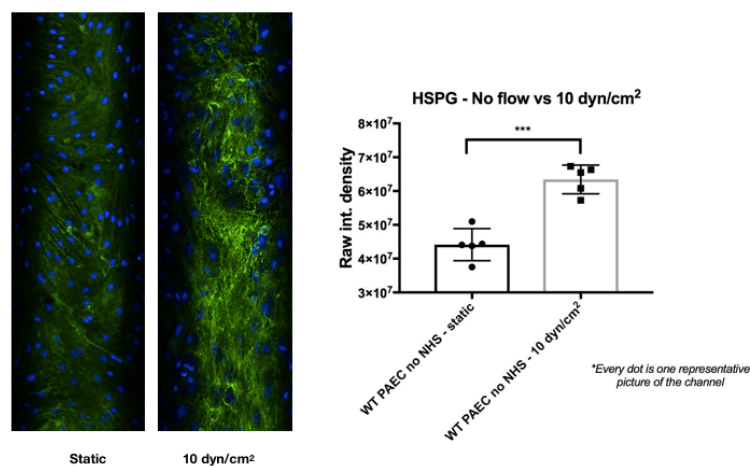 HSPG - No flow vs 10 dyn/cm²
***
8×10⁷
7×10⁷
6×10⁷
5×10⁷
4×10⁷
3×10⁷
Raw int. density
WT PAEC no NHS - static
WT PAEC no NHS - 10 dyn/cm²
*Every dot is one representative
picture of the channel
Static
10 dyn/cm²